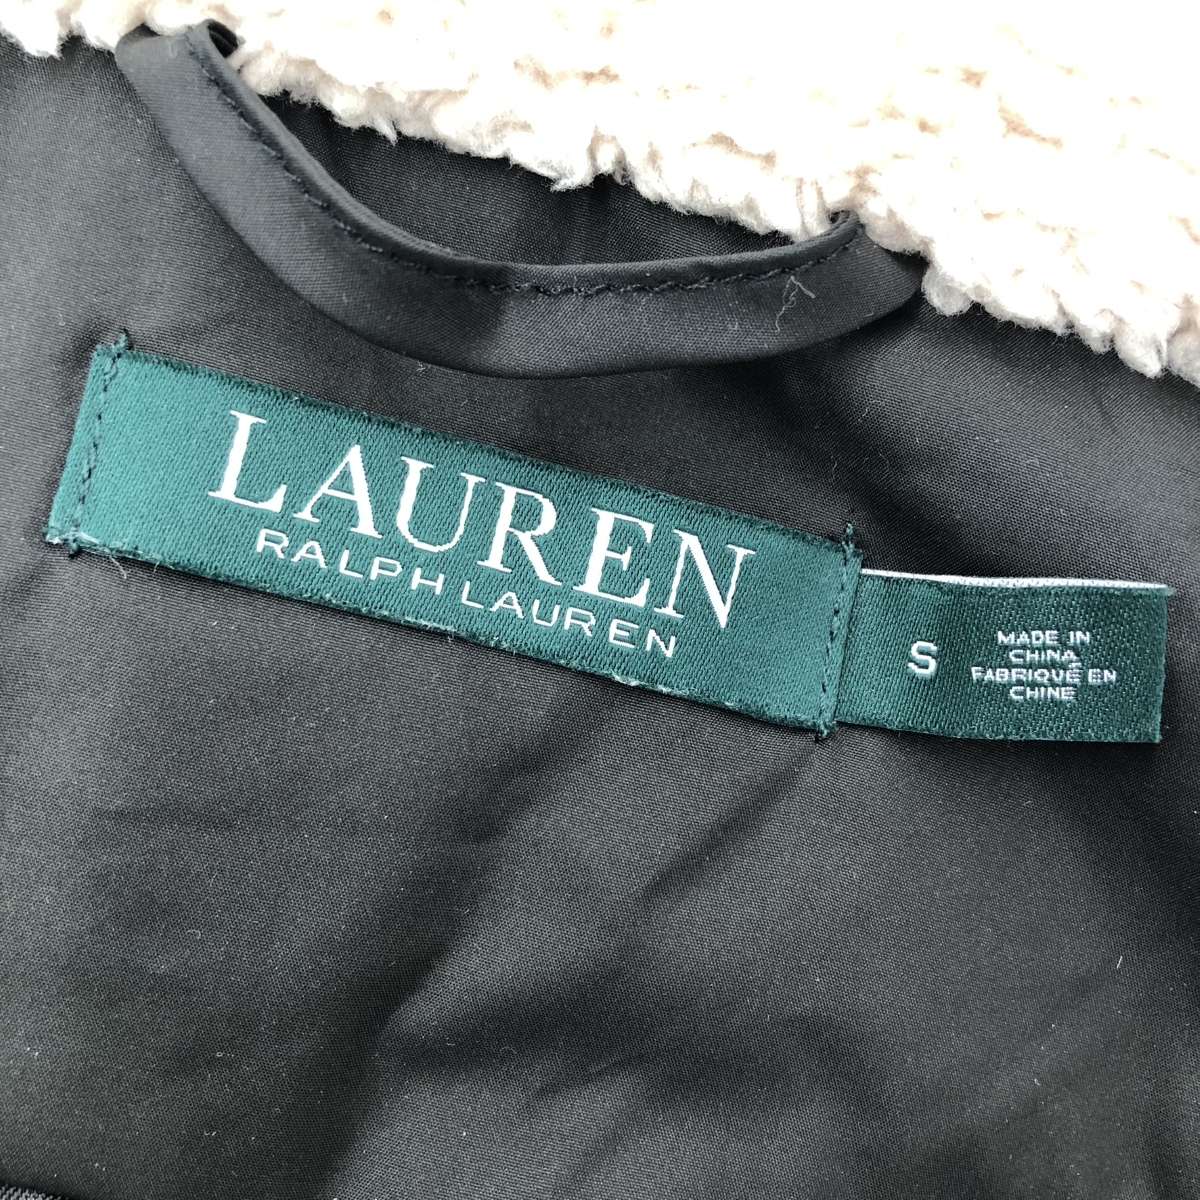 LAUREN
RALPH LAUREN
S
MADE IN
CHINA
FABRIQUÉ EN
CHINE